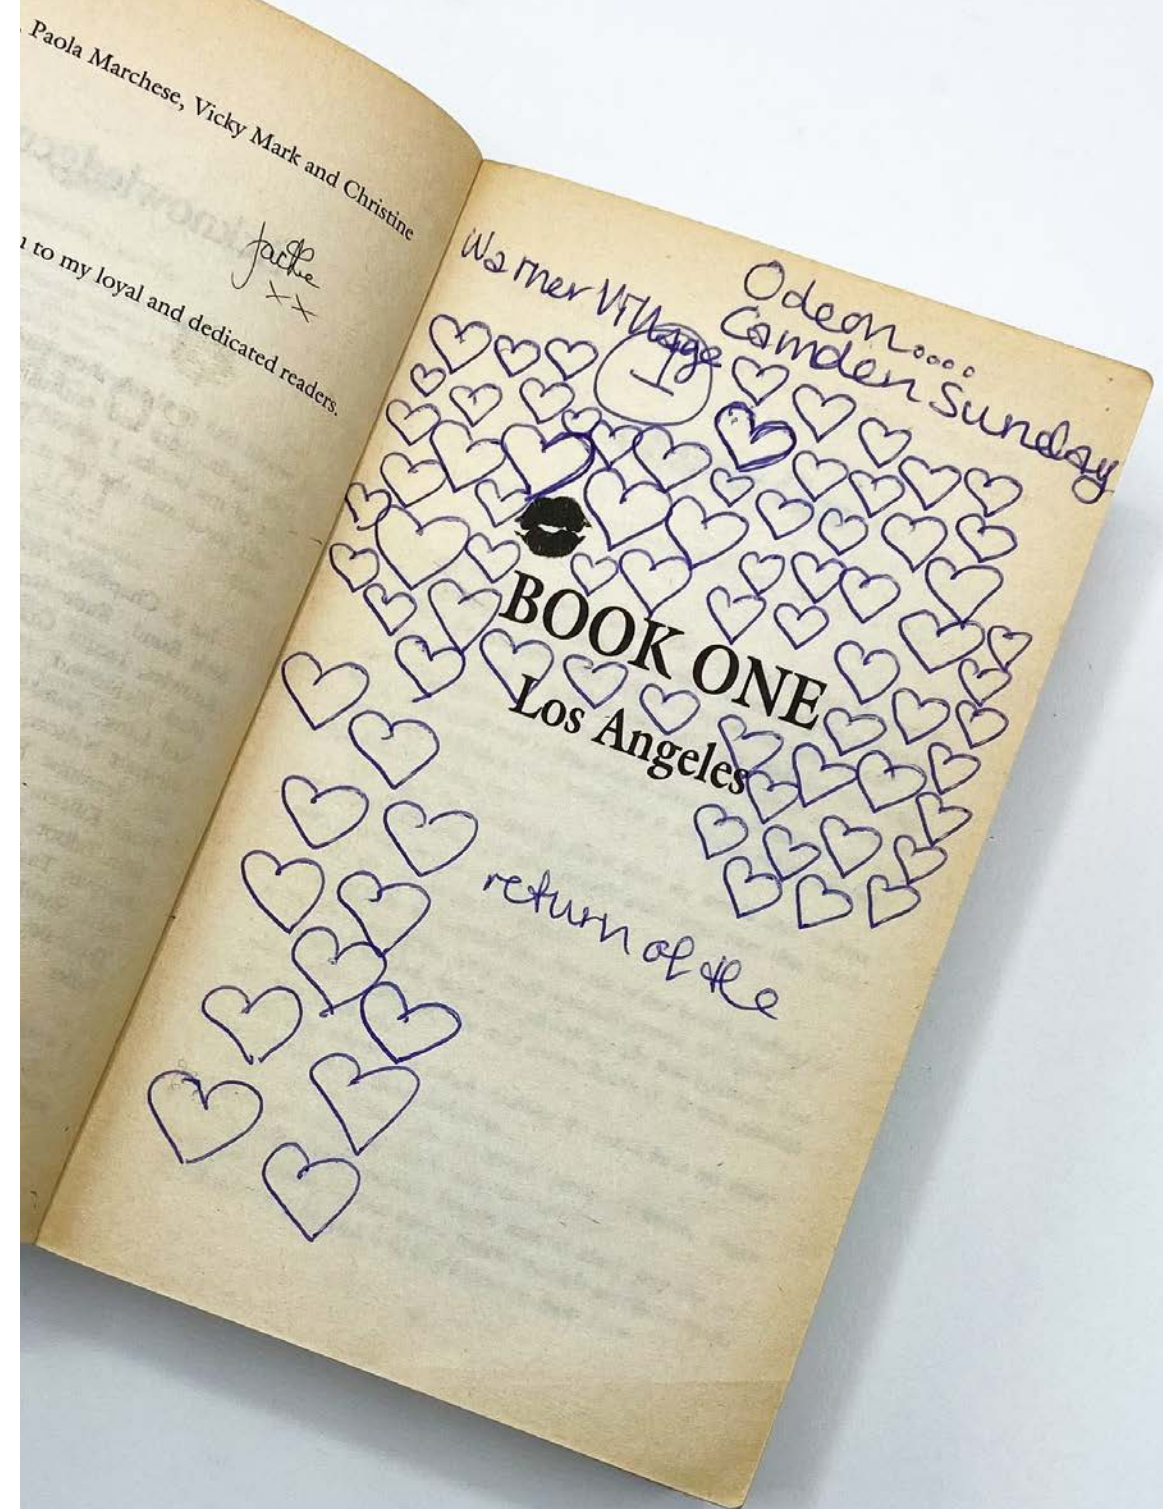 Paola Marchese, Vicky Mark and Christine
to my loyal and dedicated readers.
Jackie
xx
Warner Village
Odeon....
Camden Sunday
1
BOOK ONE
Los Angeles
return of the